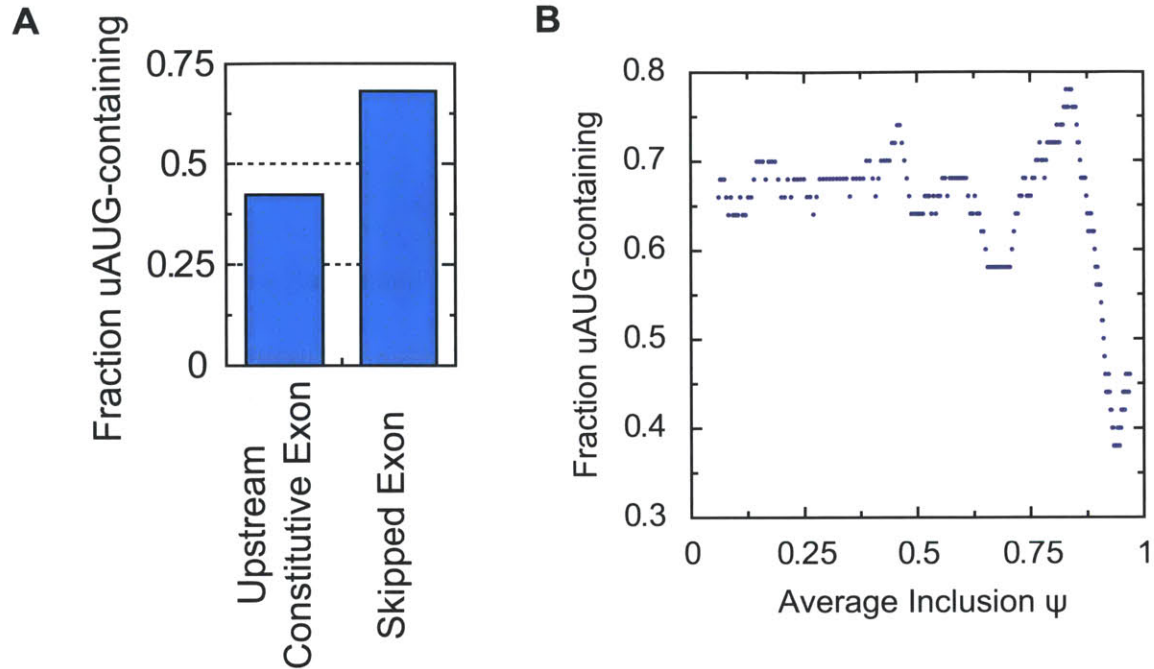 A
Fraction uAUG-containing
0.75
0.5
0.25
0
Upstream
Constitutive Exon
Skipped Exon
B
Fraction uAUG-containing
0.8
0.7
0.6
0.5
0.4
0.3
0
0.25
0.5
0.75
1
Average Inclusion ψ